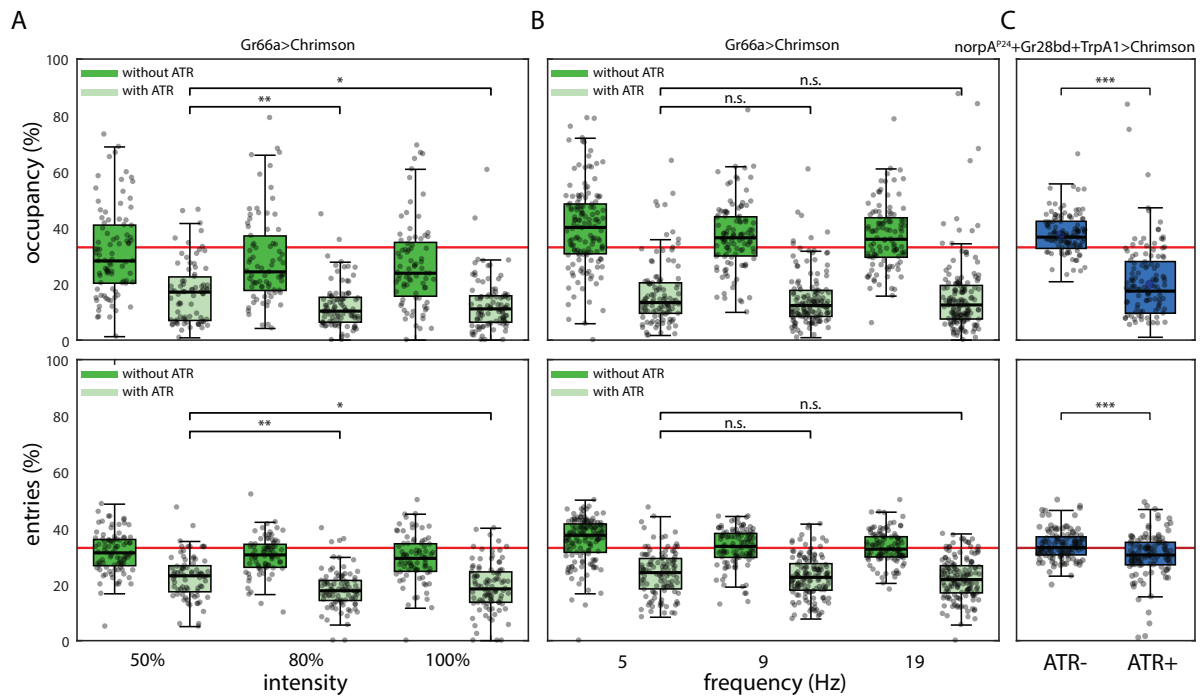 A
B
C
Gr66a>Chrimson
Gr66a>Chrimson
norpAᴾ²⁴+Gr28bd+TrpA1>Chrimson
occupancy (%)
100
80
60
40
20
0
without ATR
with ATR
**
*
without ATR
with ATR
n.s.
n.s.
***
entries (%)
100
80
60
40
20
0
without ATR
with ATR
**
*
without ATR
with ATR
n.s.
n.s.
***
50% 80% 100%
intensity
5 9 19
frequency (Hz)
ATR- ATR+